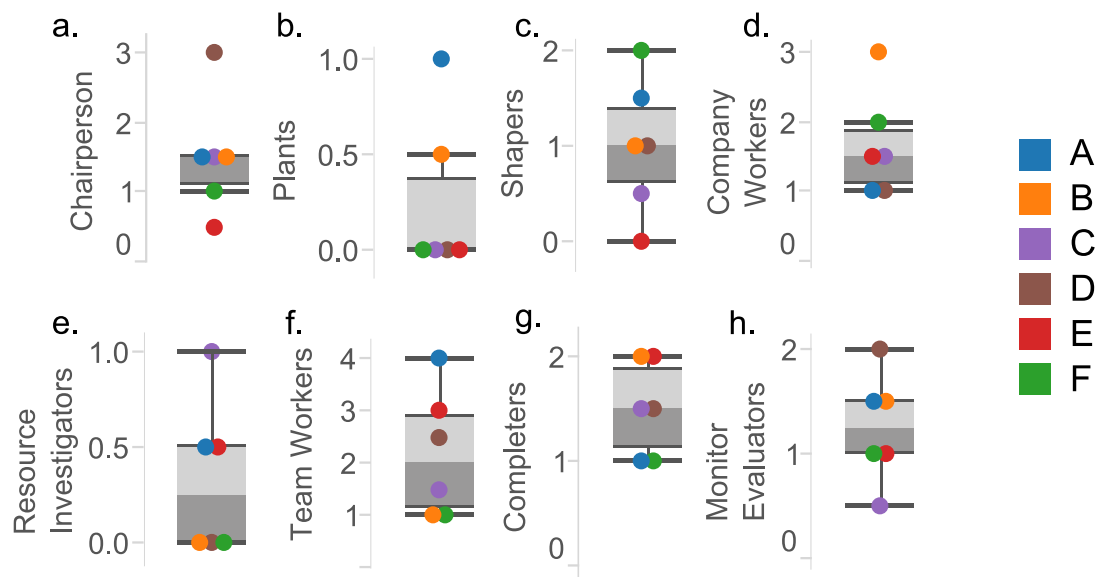 a.
Chairperson
3
2
1
0
b.
Plants
1.0
0.5
0.0
c.
Shapers
2
1
0
d.
Company
Workers
3
2
1
0
A
B
C
D
E
F
e.
Resource
Investigators
1.0
0.5
0.0
f.
Team Workers
4
3
2
1
g.
Completers
2
1
0
h.
Monitor
Evaluators
2
1
0